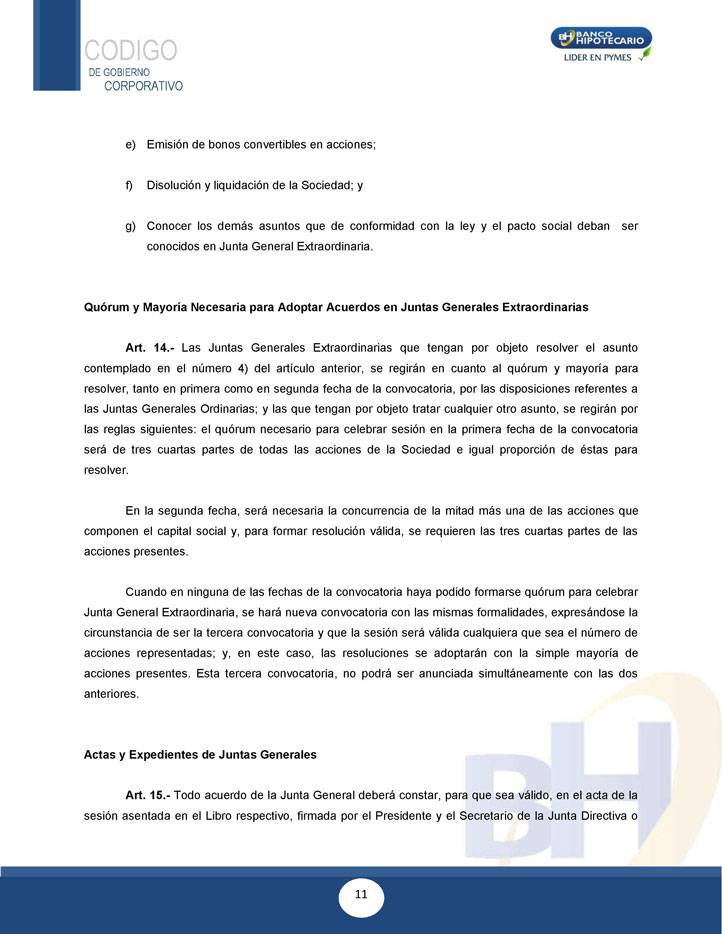 CODIGO
DE GOBIERNO
CORPORATIVO
BH BANCO
HIPOTECARIO
LIDER EN PYMES
e) Emisión de bonos convertibles en acciones;
f) Disolución y liquidación de la Sociedad; y
g) Conocer los demás asuntos que de conformidad con la ley y el pacto social deban ser
conocidos en Junta General Extraordinaria.
Quórum y Mayoría Necesaria para Adoptar Acuerdos en Juntas Generales Extraordinarias
Art. 14.- Las Juntas Generales Extraordinarias que tengan por objeto resolver el asunto
contemplado en el número 4) del artículo anterior, se regirán en cuanto al quórum y mayoría para
resolver, tanto en primera como en segunda fecha de la convocatoria, por las disposiciones referentes a
las Juntas Generales Ordinarias; y las que tengan por objeto tratar cualquier otro asunto, se regirán por
las reglas siguientes: el quórum necesario para celebrar sesión en la primera fecha de la convocatoria
será de tres cuartas partes de todas las acciones de la Sociedad e igual proporción de éstas para
resolver.
En la segunda fecha, será necesaria la concurrencia de la mitad más una de las acciones que
componen el capital social y, para formar resolución válida, se requieren las tres cuartas partes de las
acciones presentes.
Cuando en ninguna de las fechas de la convocatoria haya podido formarse quórum para celebrar
Junta General Extraordinaria, se hará nueva convocatoria con las mismas formalidades, expresándose la
circunstancia de ser la tercera convocatoria y que la sesión será válida cualquiera que sea el número de
acciones representadas; y, en este caso, las resoluciones se adoptarán con la simple mayoría de
acciones presentes. Esta tercera convocatoria, no podrá ser anunciada simultáneamente con las dos
anteriores.
Actas y Expedientes de Juntas Generales
Art. 15.- Todo acuerdo de la Junta General deberá constar, para que sea válido, en el acta de la
sesión asentada en el Libro respectivo, firmada por el Presidente y el Secretario de la Junta Directiva o
BH
11